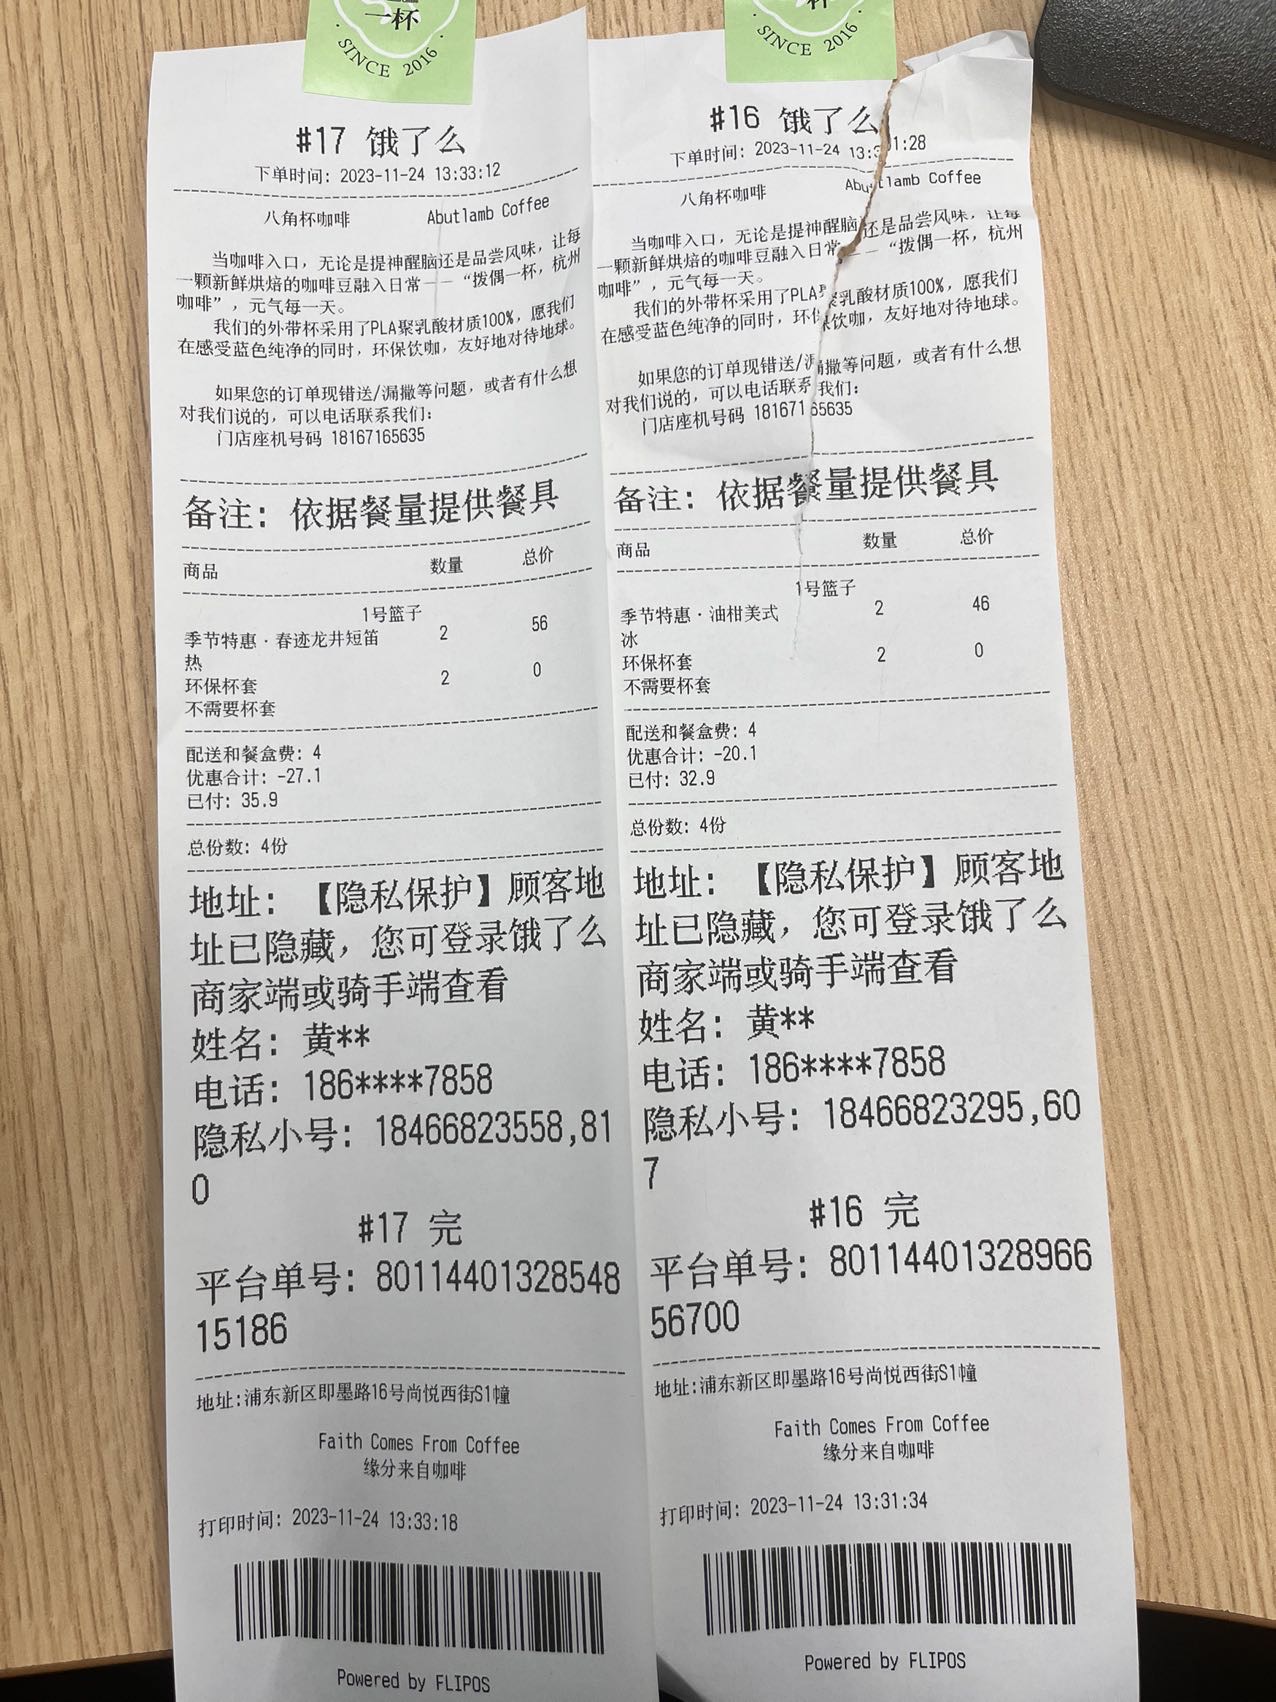 一杯
SINCE 2016
#17 饿了么
下单时间: 2023-11-24 13:33:12
八角杯咖啡 Abutlamb Coffee
当咖啡入口，无论是提神醒脑还是品尝风味，让每
一颗新鲜烘焙的咖啡豆融入日常——“拨偶一杯，杭州
咖啡”，元气每一天。
我们的外带杯采用了PLA聚乳酸材质100%，愿我们
在感受蓝色纯净的同时，环保饮咖，友好地对待地球。
如果您的订单现错送/漏撒等问题，或者有什么想
对我们说的，可以电话联系我们：
门店座机号码 18167165635
备注: 依据餐量提供餐具
商品 数量 总价
1号篮子
季节特惠·春迹龙井短笛 2 56
热
环保杯套 2 0
不需要杯套
配送和餐盒费: 4
优惠合计: -27.1
已付: 35.9
总份数: 4份
地址: 【隐私保护】顾客地
址已隐藏，您可登录饿了么
商家端或骑手端查看
姓名: 黄**
电话: 186****7858
隐私小号: 18466823558,81
0
#17 完
平台单号: 80114401328548
15186
地址:浦东新区即墨路16号尚悦西街S1幢
Faith Comes From Coffee
缘分来自咖啡
打印时间: 2023-11-24 13:33:18
Powered by FLIPOS
杯
SINCE 2016
#16 饿了么
下单时间: 2023-11-24 13:31:28
八角杯咖啡 Abutlamb Coffee
当咖啡入口，无论是提神醒脑还是品尝风味，让每
一颗新鲜烘焙的咖啡豆融入日常——“拨偶一杯，杭州
咖啡”，元气每一天。
我们的外带杯采用了PLA聚乳酸材质100%，愿我们
在感受蓝色纯净的同时，环保饮咖，友好地对待地球。
如果您的订单现错送/漏撒等问题，或者有什么想
对我们说的，可以电话联系我们：
门店座机号码 18167165635
备注: 依据餐量提供餐具
商品 数量 总价
1号篮子
季节特惠·油柑美式 2 46
冰
环保杯套 2 0
不需要杯套
配送和餐盒费: 4
优惠合计: -20.1
已付: 32.9
总份数: 4份
地址: 【隐私保护】顾客地
址已隐藏，您可登录饿了么
商家端或骑手端查看
姓名: 黄**
电话: 186****7858
隐私小号: 18466823295,60
7
#16 完
平台单号: 80114401328966
56700
地址:浦东新区即墨路16号尚悦西街S1幢
Faith Comes From Coffee
缘分来自咖啡
打印时间: 2023-11-24 13:31:34
Powered by FLIPOS